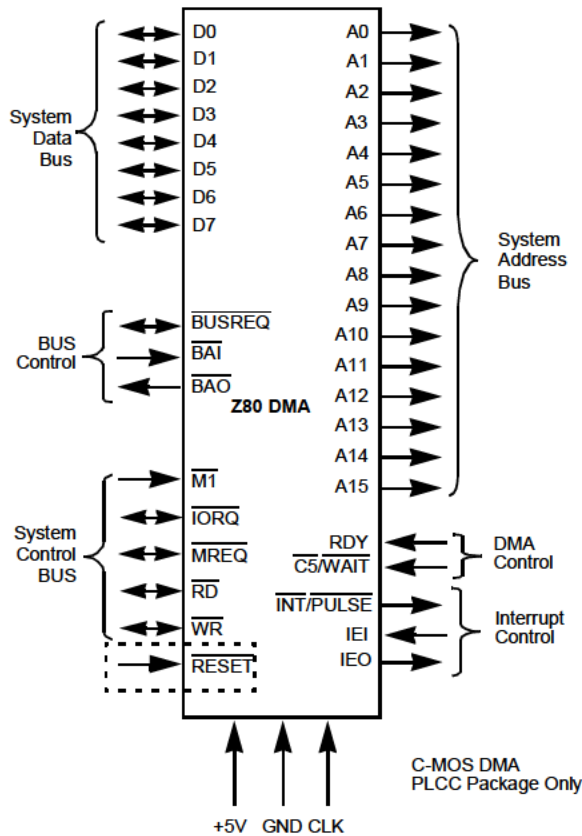 D0
D1
D2
D3
D4
D5
D6
D7
System
Data
Bus
BUSREQ
BAI
BAO
BUS
Control
Z80 DMA
M1
IORQ
MREQ
RD
WR
RESET
System
Control
BUS
A0
A1
A2
A3
A4
A5
A6
A7
A8
A9
A10
A11
A12
A13
A14
A15
System
Address
Bus
RDY
C5/WAIT
DMA
Control
INT/PULSE
IEI
IEO
Interrupt
Control
C-MOS DMA
PLCC Package Only
+5V GND CLK